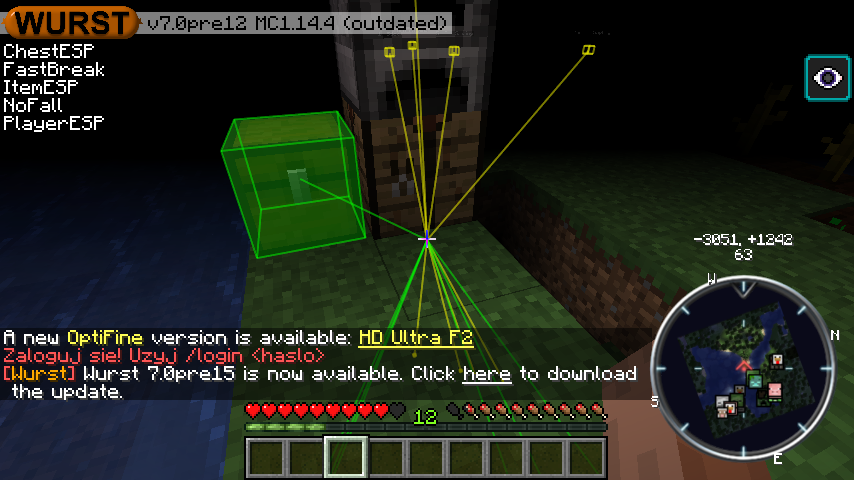 WURST v7.0pre12 MC1.14.4 (outdated)
ChestESP
FastBreak
ItemESP
NoFall
PlayerESP
-3051, +1242
63
W
N
S
E
A new OptiFine version is available: HD Ultra F2
Zaloguj sie! Uzyj /login <haslo>
[Wurst] Wurst 7.0pre15 is now available. Click here to download
the update.
12